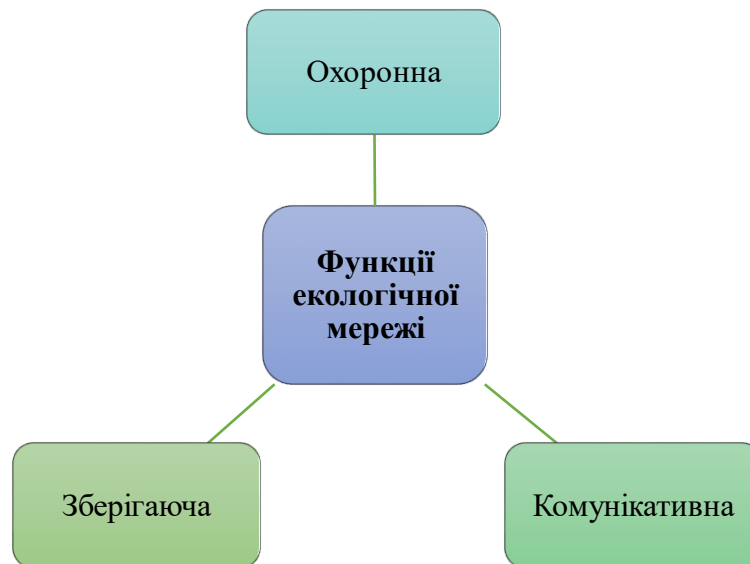 Охоронна
Функції
екологічної
мережі
Зберігаюча
Комунікативна